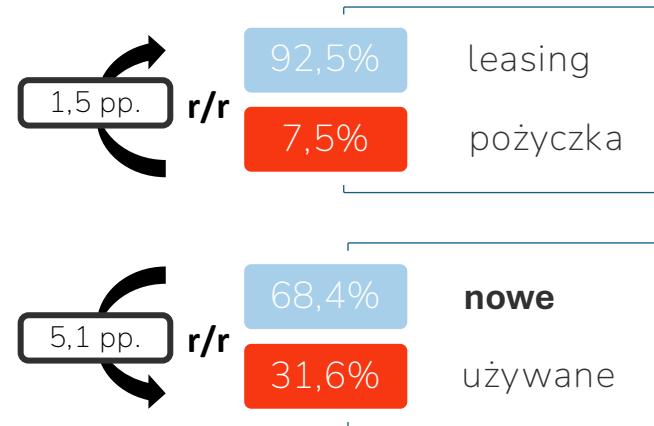 92,5% leasing
1,5 pp. r/r
7,5% pożyczka
68,4% nowe
5,1 pp. r/r
31,6% używane